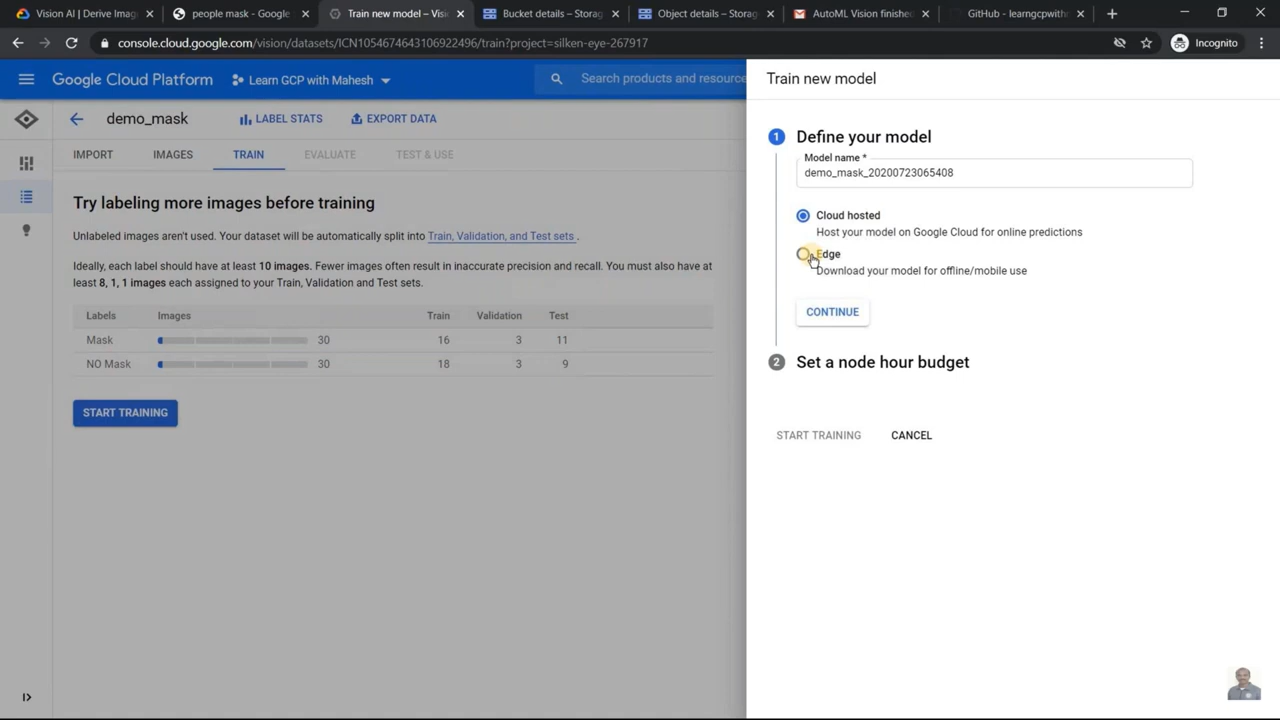 Vision AI | Derive Image I
people mask - Google
Train new model – Visi
Bucket details – Storag
Object details – Storag
AutoML Vision finished
GitHub - learngcpwithm
console.cloud.google.com/vision/datasets/ICN1054674643106922496/train?project=silken-eye-267917
Incognito
Google Cloud Platform
Learn GCP with Mahesh
Search products and resource
demo_mask
LABEL STATS
EXPORT DATA
IMPORT
IMAGES
TRAIN
EVALUATE
TEST & USE
Try labeling more images before training
Unlabeled images aren't used. Your dataset will be automatically split into Train, Validation, and Test sets .
Ideally, each label should have at least 10 images. Fewer images often result in inaccurate precision and recall. You must also have at
least 8, 1, 1 images each assigned to your Train, Validation and Test sets.
Labels Images Train Validation Test
Mask 30 16 3 11
NO Mask 30 18 3 9
START TRAINING
Train new model
1 Define your model
Model name *
demo_mask_20200723065408
Cloud hosted
Host your model on Google Cloud for online predictions
Edge
Download your model for offline/mobile use
CONTINUE
2 Set a node hour budget
START TRAINING
CANCEL